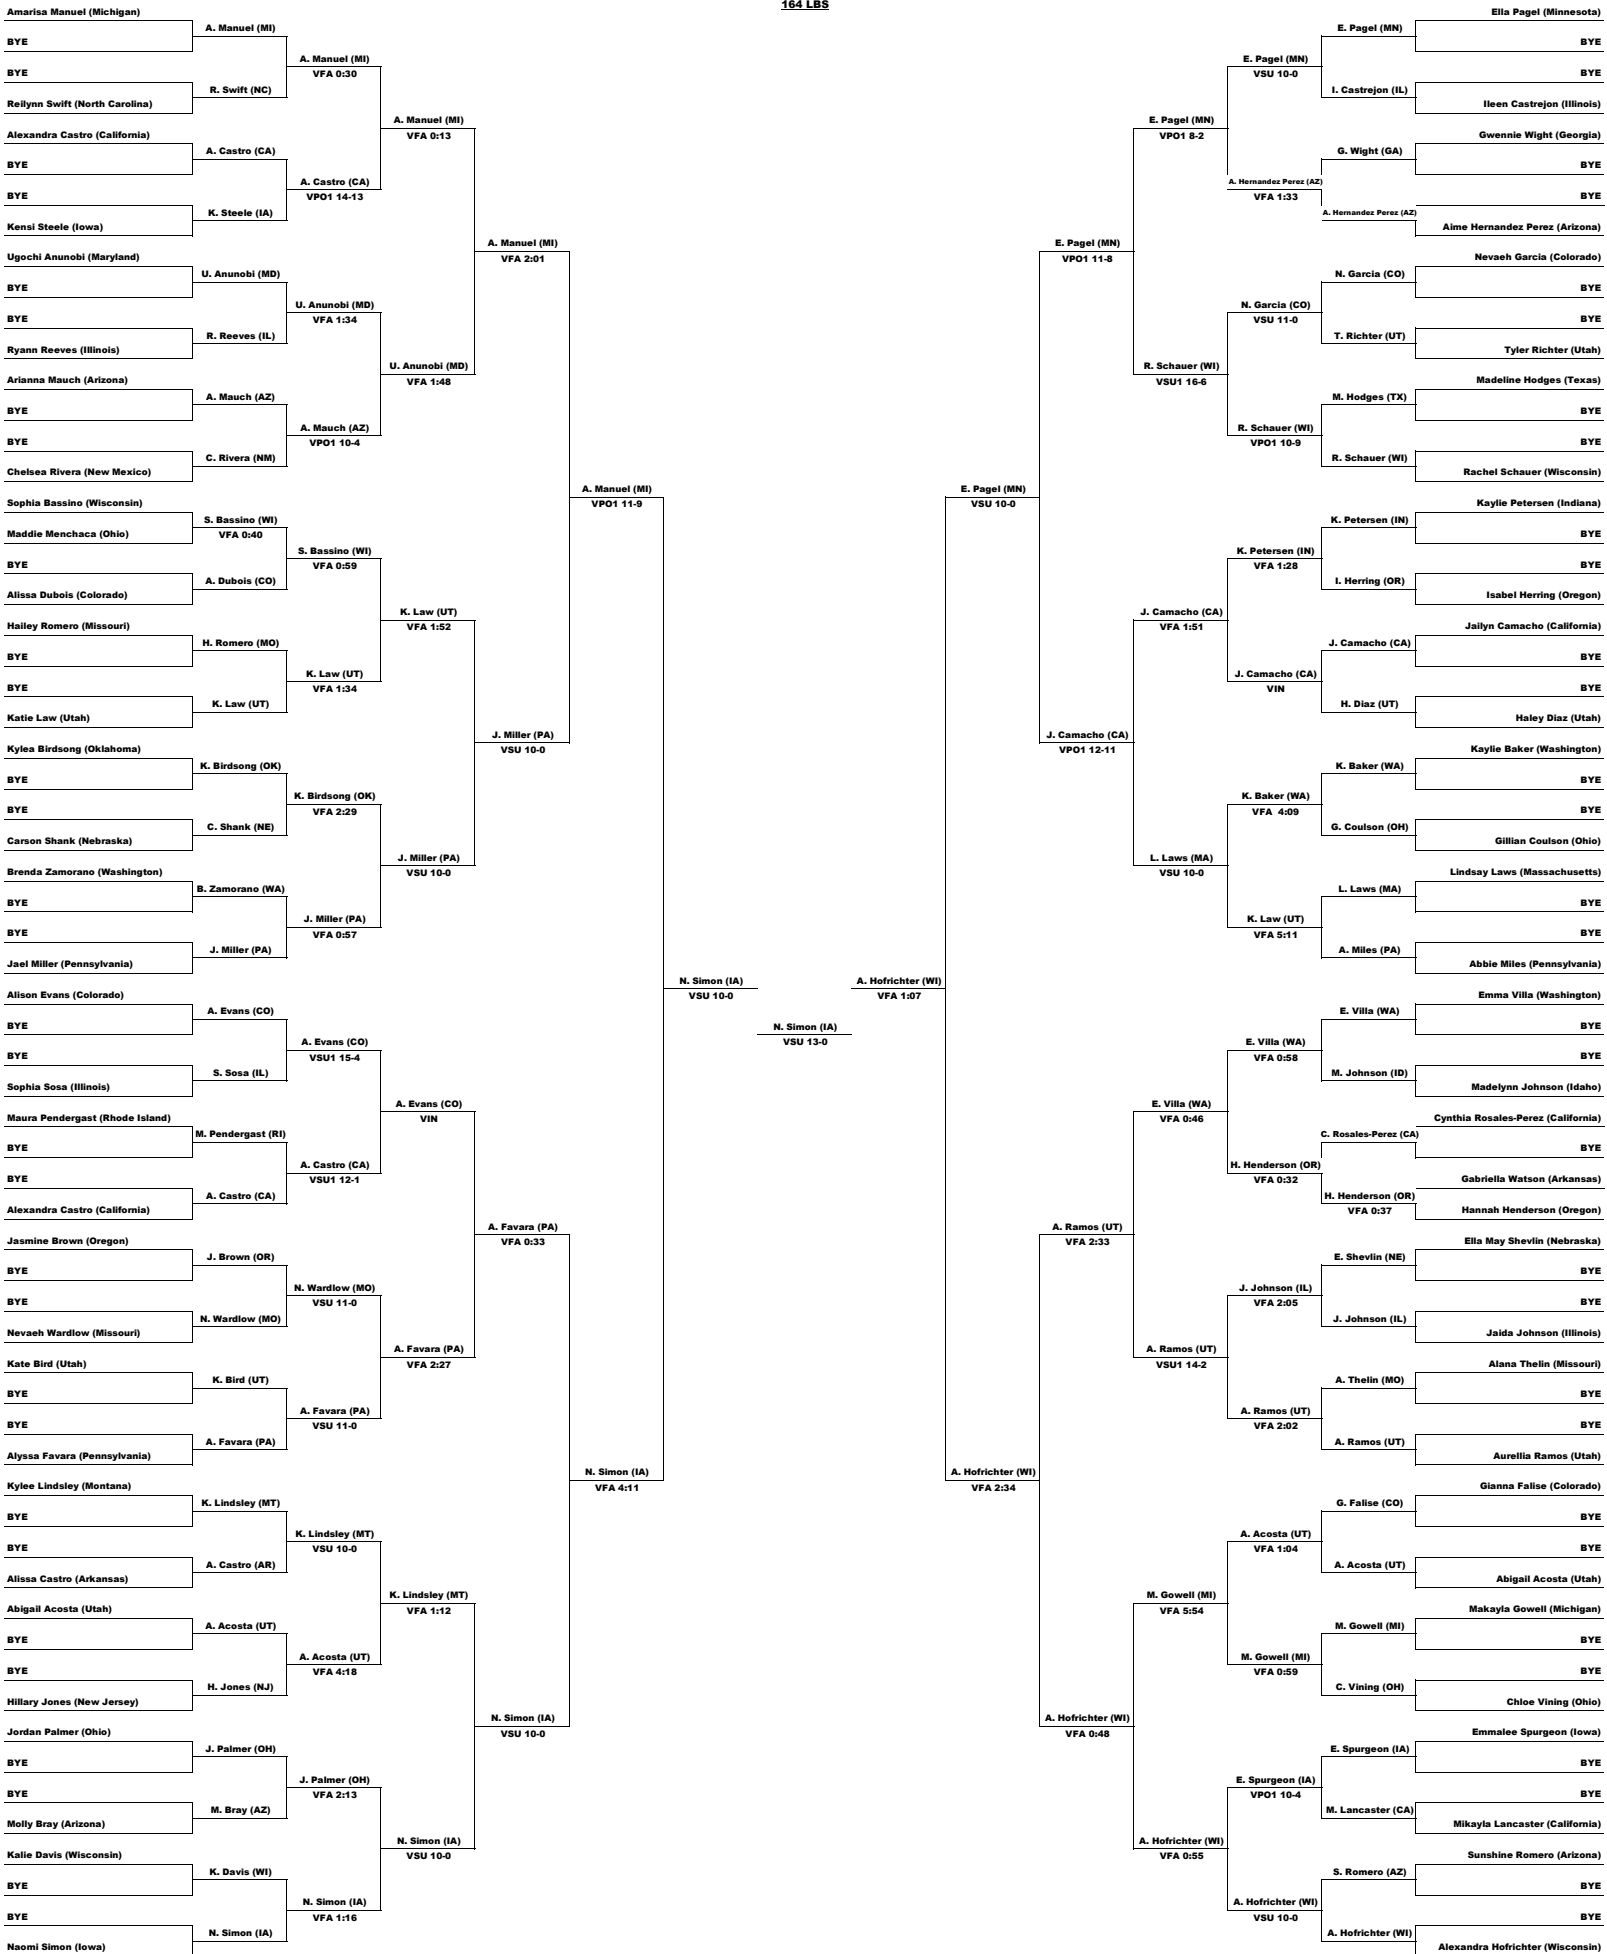 164 LBS
Amarisa Manuel (Michigan)
A. Manuel (MI)
BYE
A. Manuel (MI)
VFA 0:30
BYE
R. Swift (NC)
Reilynn Swift (North Carolina)
A. Manuel (MI)
VFA 0:13
Alexandra Castro (California)
A. Castro (CA)
BYE
A. Castro (CA)
VPO1 14-13
BYE
K. Steele (IA)
Kensi Steele (Iowa)
A. Manuel (MI)
VFA 2:01
Ugochi Anunobi (Maryland)
U. Anunobi (MD)
BYE
U. Anunobi (MD)
VFA 1:34
BYE
R. Reeves (IL)
Ryann Reeves (Illinois)
U. Anunobi (MD)
VFA 1:48
Arianna Mauch (Arizona)
A. Mauch (AZ)
BYE
A. Mauch (AZ)
VPO1 10-4
BYE
C. Rivera (NM)
Chelsea Rivera (New Mexico)
A. Manuel (MI)
VPO1 11-9
Sophia Bassino (Wisconsin)
S. Bassino (WI)
VFA 0:40
Maddie Menchaca (Ohio)
S. Bassino (WI)
VFA 0:59
BYE
A. Dubois (CO)
Alissa Dubois (Colorado)
K. Law (UT)
VFA 1:52
Hailey Romero (Missouri)
H. Romero (MO)
BYE
K. Law (UT)
VFA 1:34
BYE
K. Law (UT)
Katie Law (Utah)
J. Miller (PA)
VSU 10-0
Kylea Birdsong (Oklahoma)
K. Birdsong (OK)
BYE
K. Birdsong (OK)
VFA 2:29
BYE
C. Shank (NE)
Carson Shank (Nebraska)
J. Miller (PA)
VSU 10-0
Brenda Zamorano (Washington)
B. Zamorano (WA)
BYE
J. Miller (PA)
VFA 0:57
BYE
J. Miller (PA)
Jael Miller (Pennsylvania)
N. Simon (IA)
VSU 10-0
Alison Evans (Colorado)
A. Evans (CO)
BYE
A. Evans (CO)
VSU1 15-4
BYE
S. Sosa (IL)
Sophia Sosa (Illinois)
A. Evans (CO)
VIN
Maura Pendergast (Rhode Island)
M. Pendergast (RI)
BYE
A. Castro (CA)
VSU1 12-1
BYE
A. Castro (CA)
Alexandra Castro (California)
A. Favara (PA)
VFA 0:33
Jasmine Brown (Oregon)
J. Brown (OR)
BYE
N. Wardlow (MO)
VSU 11-0
BYE
N. Wardlow (MO)
Nevaeh Wardlow (Missouri)
A. Favara (PA)
VFA 2:27
Kate Bird (Utah)
K. Bird (UT)
BYE
A. Favara (PA)
VSU 11-0
BYE
A. Favara (PA)
Alyssa Favara (Pennsylvania)
N. Simon (IA)
VFA 4:11
Kylee Lindsley (Montana)
K. Lindsley (MT)
BYE
K. Lindsley (MT)
VSU 10-0
BYE
A. Castro (AR)
Alissa Castro (Arkansas)
K. Lindsley (MT)
VFA 1:12
Abigail Acosta (Utah)
A. Acosta (UT)
BYE
A. Acosta (UT)
VFA 4:18
BYE
H. Jones (NJ)
Hillary Jones (New Jersey)
N. Simon (IA)
VSU 10-0
Jordan Palmer (Ohio)
J. Palmer (OH)
BYE
J. Palmer (OH)
VFA 2:13
BYE
M. Bray (AZ)
Molly Bray (Arizona)
N. Simon (IA)
VSU 10-0
Kalie Davis (Wisconsin)
K. Davis (WI)
BYE
N. Simon (IA)
VFA 1:16
BYE
N. Simon (IA)
Naomi Simon (Iowa)
N. Simon (IA)
VSU 13-0
Ella Pagel (Minnesota)
E. Pagel (MN)
BYE
E. Pagel (MN)
VSU 10-0
BYE
I. Castrejon (IL)
Ileen Castrejon (Illinois)
E. Pagel (MN)
VPO1 8-2
Gwennie Wight (Georgia)
G. Wight (GA)
BYE
A. Hernandez Perez (AZ)
VFA 1:33
BYE
A. Hernandez Perez (AZ)
Aime Hernandez Perez (Arizona)
E. Pagel (MN)
VPO1 11-8
Nevaeh Garcia (Colorado)
N. Garcia (CO)
BYE
N. Garcia (CO)
VSU 11-0
BYE
T. Richter (UT)
Tyler Richter (Utah)
R. Schauer (WI)
VSU1 16-6
Madeline Hodges (Texas)
M. Hodges (TX)
BYE
R. Schauer (WI)
VPO1 10-9
BYE
R. Schauer (WI)
Rachel Schauer (Wisconsin)
E. Pagel (MN)
VSU 10-0
Kaylie Petersen (Indiana)
K. Petersen (IN)
BYE
K. Petersen (IN)
VFA 1:28
BYE
I. Herring (OR)
Isabel Herring (Oregon)
J. Camacho (CA)
VFA 1:51
Jailyn Camacho (California)
J. Camacho (CA)
BYE
J. Camacho (CA)
VIN
BYE
H. Diaz (UT)
Haley Diaz (Utah)
J. Camacho (CA)
VPO1 12-11
Kaylie Baker (Washington)
K. Baker (WA)
BYE
K. Baker (WA)
VFA 4:09
BYE
G. Coulson (OH)
Gillian Coulson (Ohio)
L. Laws (MA)
VSU 10-0
Lindsay Laws (Massachusetts)
L. Laws (MA)
BYE
K. Law (UT)
VFA 5:11
BYE
A. Miles (PA)
Abbie Miles (Pennsylvania)
A. Hofrichter (WI)
VFA 1:07
Emma Villa (Washington)
E. Villa (WA)
BYE
E. Villa (WA)
VFA 0:58
BYE
M. Johnson (ID)
Madelynn Johnson (Idaho)
E. Villa (WA)
VFA 0:46
Cynthia Rosales-Perez (California)
C. Rosales-Perez (CA)
BYE
H. Henderson (OR)
VFA 0:32
Gabriella Watson (Arkansas)
H. Henderson (OR)
VFA 0:37
Hannah Henderson (Oregon)
A. Ramos (UT)
VFA 2:33
Ella May Shevlin (Nebraska)
E. Shevlin (NE)
BYE
J. Johnson (IL)
VFA 2:05
BYE
J. Johnson (IL)
Jaida Johnson (Illinois)
A. Ramos (UT)
VSU1 14-2
Alana Thelin (Missouri)
A. Thelin (MO)
BYE
A. Ramos (UT)
VFA 2:02
BYE
A. Ramos (UT)
Aurellia Ramos (Utah)
A. Hofrichter (WI)
VFA 2:34
Gianna Falise (Colorado)
G. Falise (CO)
BYE
A. Acosta (UT)
VFA 1:04
BYE
A. Acosta (UT)
Abigail Acosta (Utah)
M. Gowell (MI)
VFA 5:54
Makayla Gowell (Michigan)
M. Gowell (MI)
BYE
M. Gowell (MI)
VFA 0:59
BYE
C. Vining (OH)
Chloe Vining (Ohio)
A. Hofrichter (WI)
VFA 0:48
Emmalee Spurgeon (Iowa)
E. Spurgeon (IA)
BYE
E. Spurgeon (IA)
VPO1 10-4
BYE
M. Lancaster (CA)
Mikayla Lancaster (California)
A. Hofrichter (WI)
VFA 0:55
Sunshine Romero (Arizona)
S. Romero (AZ)
BYE
A. Hofrichter (WI)
VSU 10-0
BYE
A. Hofrichter (WI)
Alexandra Hofrichter (Wisconsin)